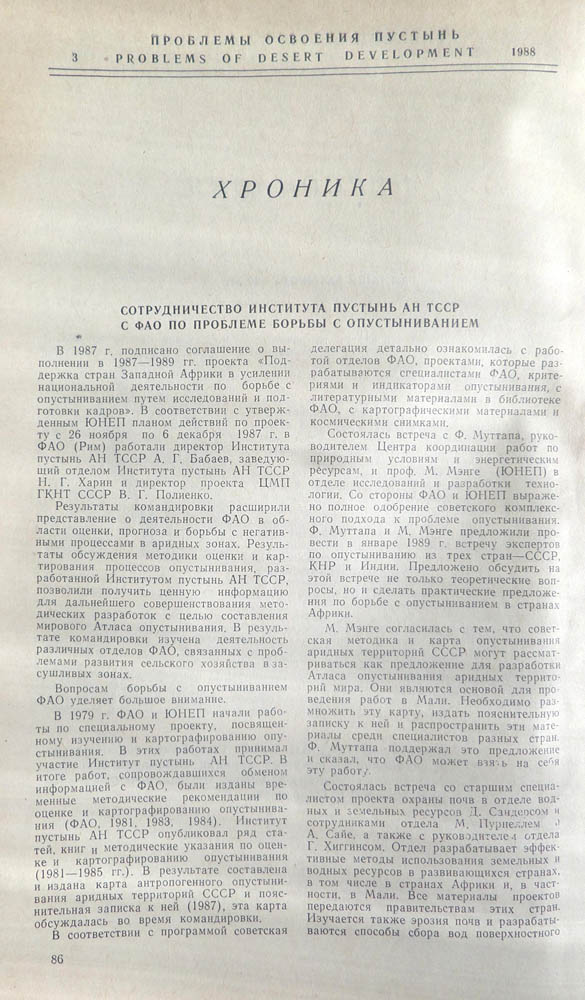 ПРОБЛЕМЫ ОСВОЕНИЯ ПУСТЫНЬ
3 PROBLEMS OF DESERT DEVELOPMENT 1988
ХРОНИКА
СОТРУДНИЧЕСТВО ИНСТИТУТА ПУСТЫНЬ АН ТССР
С ФАО ПО ПРОБЛЕМЕ БОРЬБЫ С ОПУСТЫНИВАНИЕМ
В 1987 г. подписано соглашение о вы-
полнении в 1987—1989 гг. проекта «Под-
держка стран Западной Африки в усилении
национальной деятельности по борьбе с
опустыниванием путем исследований и под-
готовки кадров». В соответствии с утверж-
денным ЮНЕП планом действий по проек-
ту с 26 ноября по 6 декабря 1987 г. в
ФАО (Рим) работали директор Института
пустынь АН ТССР А. Г. Бабаев, заведую-
щий отделом Института пустынь АН ТССР
Н. Г. Харин и директор проекта ЦМП
ГКНТ СССР В. Г. Полиенко.
Результаты командировки расширили
представление о деятельности ФАО в об-
ласти оценки, прогноза и борьбы с негатив-
ными процессами в аридных зонах. Резуль-
таты обсуждения методики оценки и кар-
тирования процессов опустынивания, раз-
работанной Институтом пустынь АН ТССР,
позволили получить ценную информацию
для дальнейшего совершенствования мето-
дических разработок с целью составления
мирового Атласа опустынивания. В резуль-
тате командировки изучена деятельность
различных отделов ФАО, связанных с проб-
лемами развития сельского хозяйства в за-
сушливых зонах.
Вопросам борьбы с опустыниванием
ФАО уделяет большое внимание.
В 1979 г. ФАО и ЮНЕП начали рабо-
ты по специальному проекту, посвящен-
ному изучению и картографированию опу-
стынивания. В этих работах принимал
участие Институт пустынь АН ТССР. В
итоге работ, сопровождавшихся обменом
информацией с ФАО, были изданы вре-
менные методические рекомендации по
оценке и картографированию опустынива-
ния (ФАО, 1981, 1983, 1984). Институт
пустынь АН ТССР опубликовал ряд ста-
тей, книг и методические указания по оцен-
ке и картографированию опустынивания
(1981—1985 гг.). В результате составлена
и издана карта антропогенного опустыни-
вания аридных территорий СССР и пояс-
нительная записка к ней (1987), эта карта
обсуждалась во время командировки.
В соответствии с программой советская
86
делегация детально ознакомилась с рабо-
той отделов ФАО, проектами, которые раз-
рабатываются специалистами ФАО, крите-
риями и индикаторами опустынивания, с
литературными материалами в библиотеке
ФАО, с картографическими материалами и
космическими снимками.
Состоялась встреча с Ф. Муттапа, руко-
водителем Центра координации работ по
природным условиям и энергетическим
ресурсам, и проф. М. Мэнге (ЮНЕП) в
отделе исследований и разработки техно-
логии. Со стороны ФАО и ЮНЕП выраже-
но полное одобрение советского комплекс-
ного подхода к проблеме опустынивания.
Ф. Муттапа и М. Мэнге предложили про-
вести в январе 1989 г. встречу экспертов
по опустыниванию из трех стран—СССР,
КНР и Индии. Предложено обсудить на
этой встрече не только теоретические воп-
росы, но и сделать практические предложе-
ния по борьбе с опустыниванием в странах
Африки.
М. Мэнге согласилась с тем, что совет-
ская методика и карта опустынивания
аридных территорий СССР могут рассмат-
риваться как предложение для разработки
Атласа опустынивания аридных террито-
рий мира. Они являются основой для про-
ведения работ в Мали. Необходимо раз-
множить эту карту, издать пояснительную
записку к ней и распространить эти мате-
риалы среди специалистов разных стран.
Ф. Муттапа поддержал это предложение
и сказал, что ФАО может взять на себя
эту работу.
Состоялась встреча со старшим специа-
листом проекта охраны почв в отделе вод-
ных и земельных ресурсов Д. Сандерсом и
сотрудниками отдела М. Пурнеллем и
А. Сайе, а также с руководителем отдела
Г. Хиггинсом. Отдел разрабатывает эффек-
тивные методы использования земельных и
водных ресурсов в развивающихся странах,
в том числе в странах Африки и, в част-
ности, в Мали. Все материалы проектов
передаются правительствам этих стран.
Изучается также эрозия почв и разрабаты-
ваются способы сбора вод поверхностного